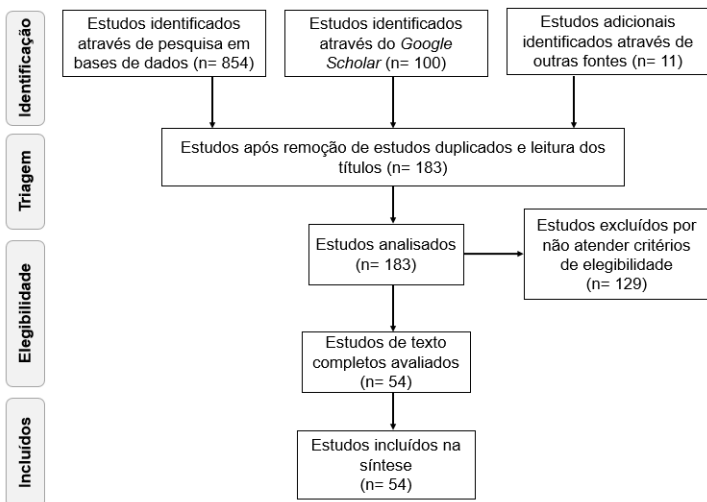 Identificação
Estudos identificados
através de pesquisa em
bases de dados (n= 854)
Estudos identificados
através do Google
Scholar (n= 100)
Estudos adicionais
identificados através de
outras fontes (n= 11)
Triagem
Estudos após remoção de estudos duplicados e leitura dos
títulos (n= 183)
Elegibilidade
Estudos analisados
(n= 183)
Estudos excluídos por
não atender critérios
de elegibilidade
(n= 129)
Estudos de texto
completos avaliados
(n= 54)
Incluídos
Estudos incluídos na
síntese
(n= 54)